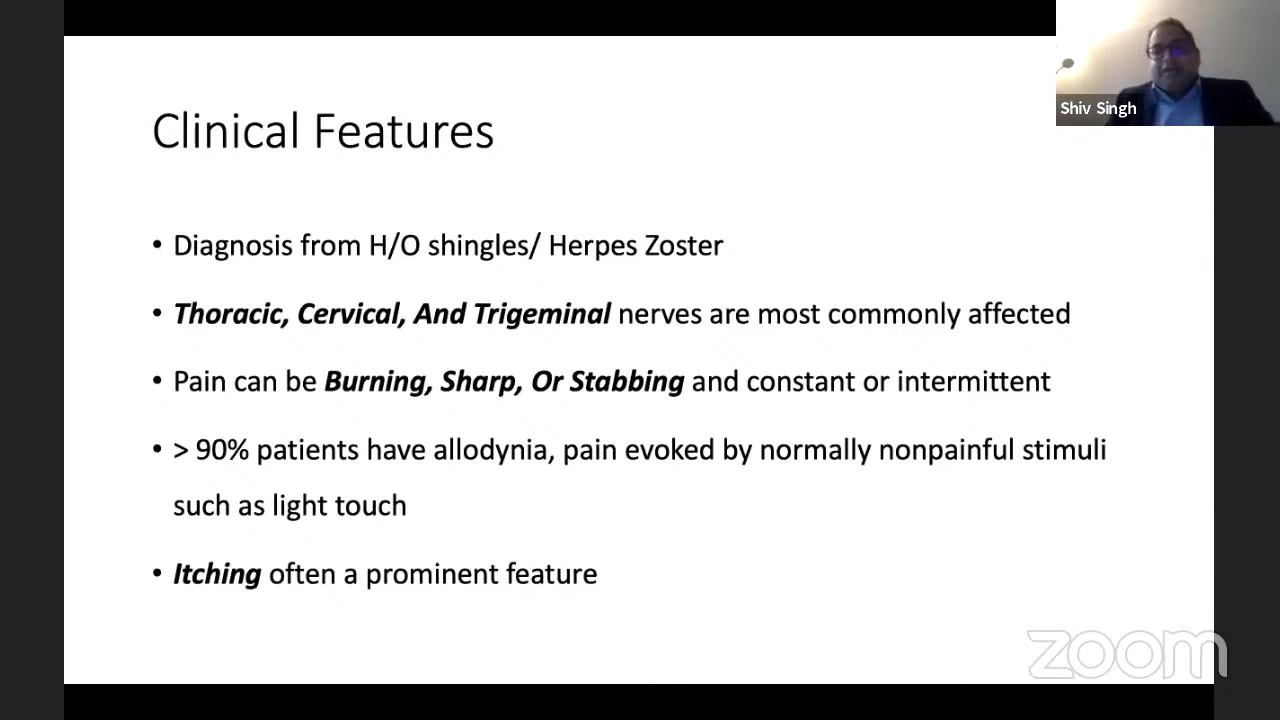 Shiv Singh
Clinical Features
• Diagnosis from H/O shingles/ Herpes Zoster
• Thoracic, Cervical, And Trigeminal nerves are most commonly affected
• Pain can be Burning, Sharp, Or Stabbing and constant or intermittent
• > 90% patients have allodynia, pain evoked by normally nonpainful stimuli
such as light touch
• Itching often a prominent feature
zoom